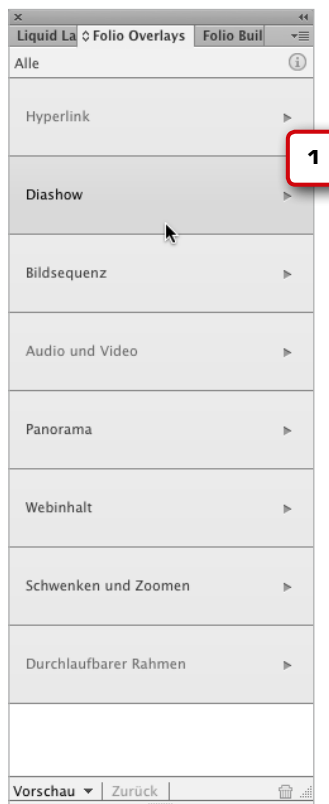 Liquid La Folio Overlays Folio Buil
Alle
Hyperlink
1
Diashow
Bildsequenz
Audio und Video
Panorama
Webinhalt
Schwenken und Zoomen
Durchlaufbarer Rahmen
Vorschau Zurück